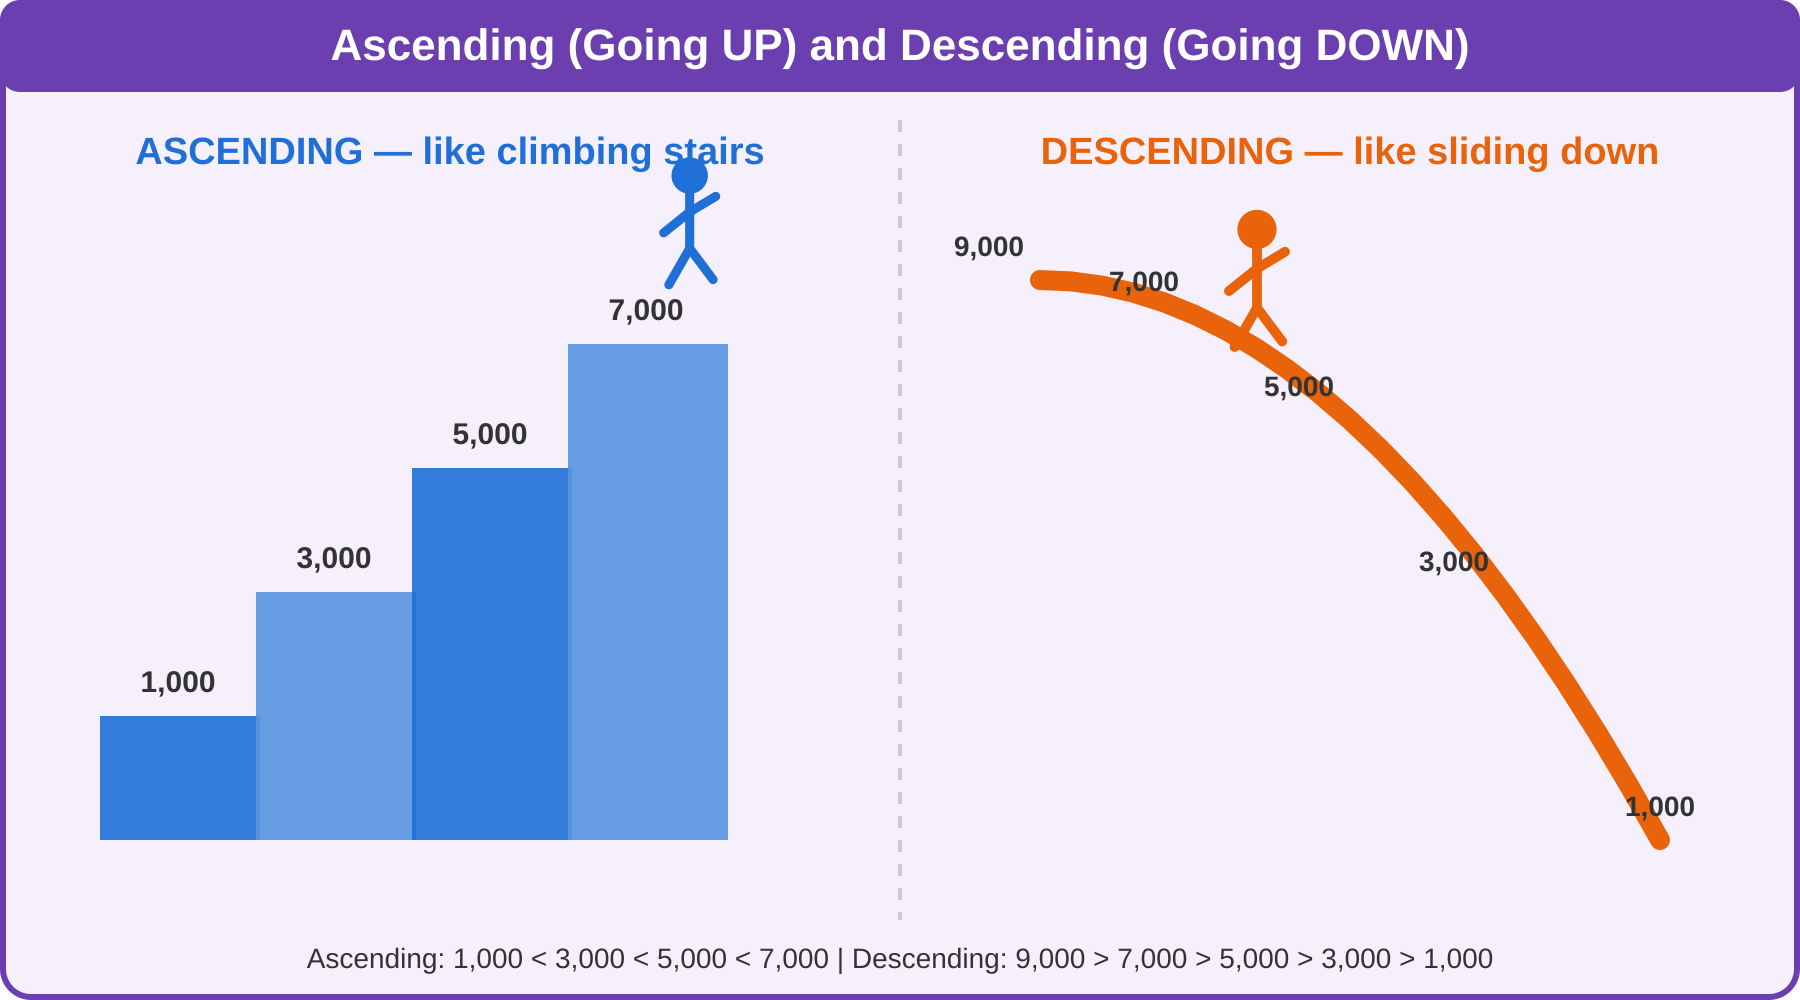 Ascending (Going UP) and Descending (Going DOWN)
ASCENDING — like climbing stairs
7,000
5,000
3,000
1,000
DESCENDING — like sliding down
9,000
7,000
5,000
3,000
1,000
Ascending: 1,000 < 3,000 < 5,000 < 7,000 | Descending: 9,000 > 7,000 > 5,000 > 3,000 > 1,000